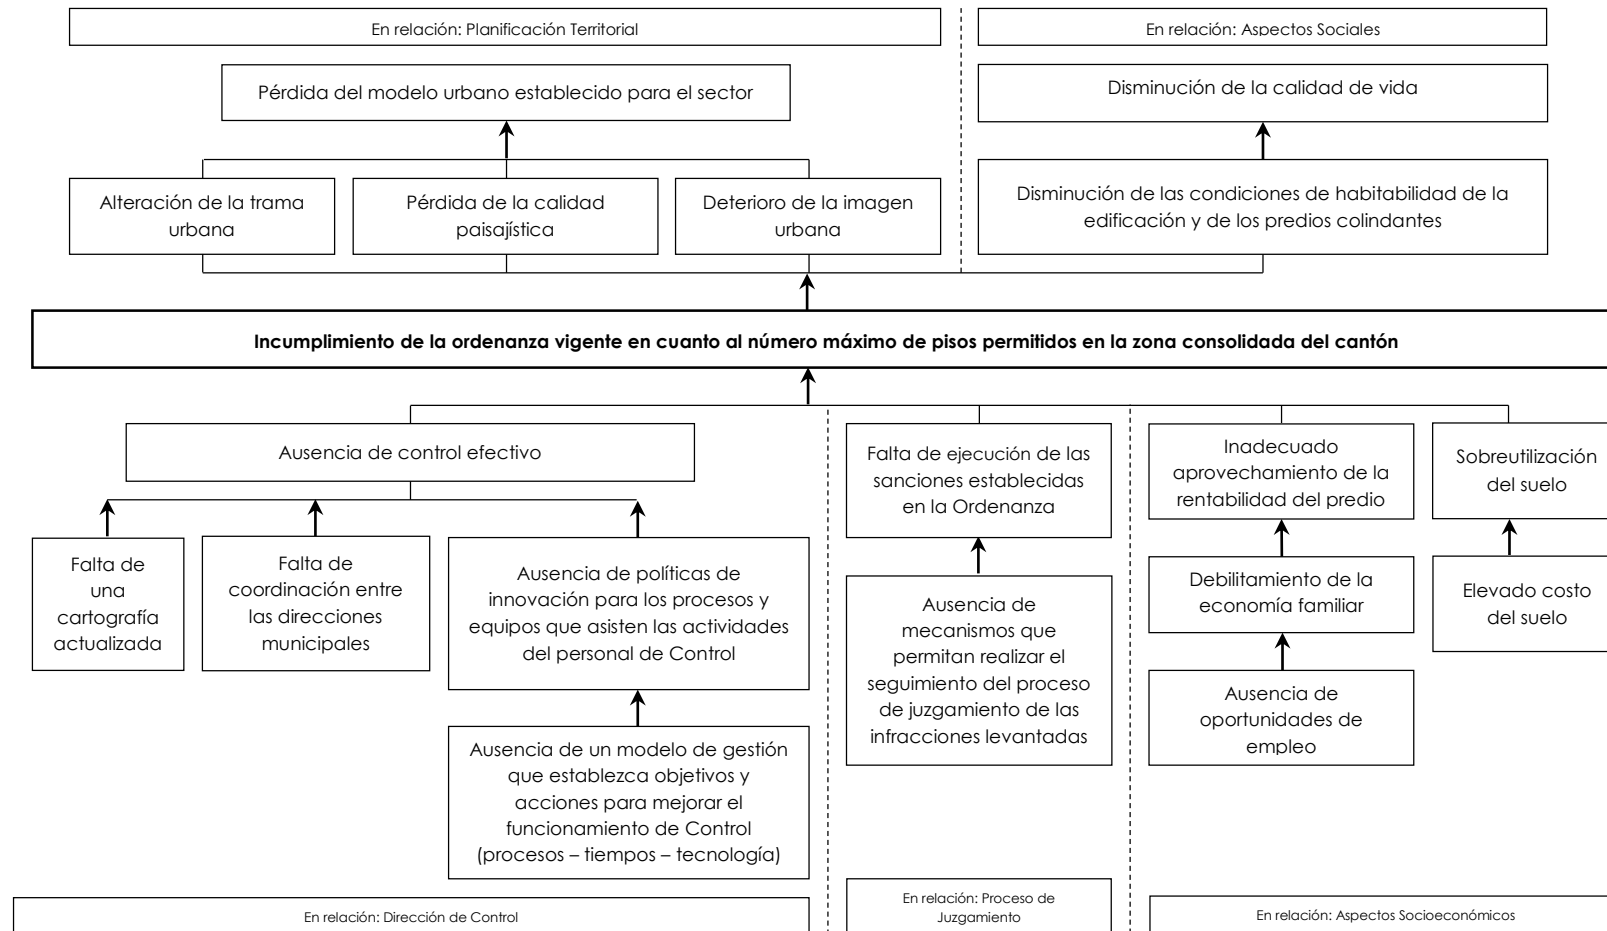 En relación: Planificación Territorial
En relación: Aspectos Sociales
Pérdida del modelo urbano establecido para el sector
Disminución de la calidad de vida
Alteración de la trama
urbana
Pérdida de la calidad
paisajística
Deterioro de la imagen
urbana
Disminución de las condiciones de habitabilidad de la
edificación y de los predios colindantes
Incumplimiento de la ordenanza vigente en cuanto al número máximo de pisos permitidos en la zona consolidada del cantón
Ausencia de control efectivo
Falta de ejecución de las
sanciones establecidas
en la Ordenanza
Inadecuado
aprovechamiento de la
rentabilidad del predio
Sobreutilización
del suelo
Falta de
una
cartografía
actualizada
Falta de
coordinación entre
las direcciones
municipales
Ausencia de políticas de
innovación para los procesos y
equipos que asisten las actividades
del personal de Control
Ausencia de
mecanismos que
permitan realizar el
seguimiento del proceso
de juzgamiento de las
infracciones levantadas
Debilitamiento de la
economía familiar
Elevado costo
del suelo
Ausencia de
oportunidades de
empleo
Ausencia de un modelo de gestión
que establezca objetivos y
acciones para mejorar el
funcionamiento de Control
(procesos – tiempos – tecnología)
En relación: Dirección de Control
En relación: Proceso de
Juzgamiento
En relación: Aspectos Socioeconómicos